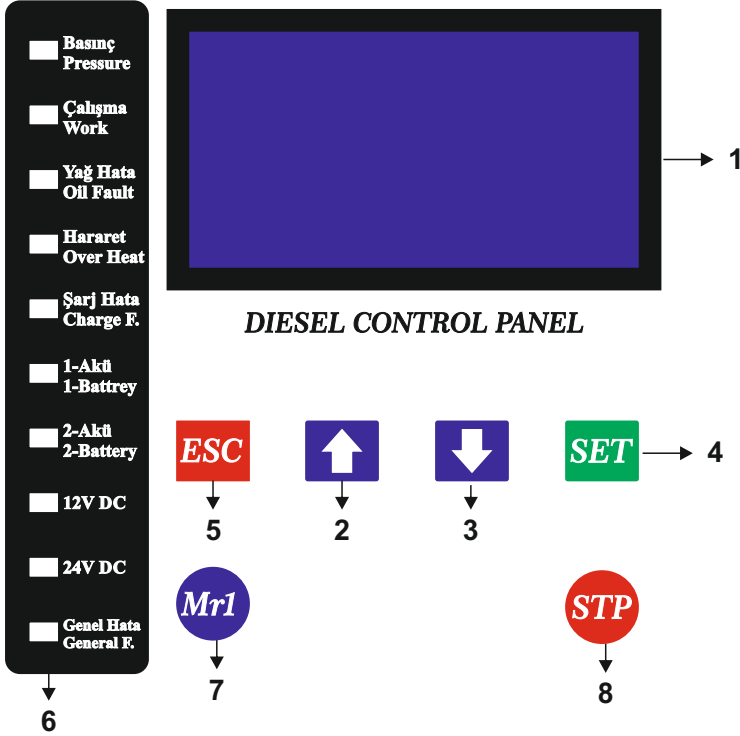 Basınç
Pressure
Çalışma
Work
Yağ Hata
Oil Fault
Hararet
Over Heat
Şarj Hata
Charge F.
1-Akü
1-Battrey
2-Akü
2-Battery
12V DC
24V DC
Genel Hata
General F.
6
1
DIESEL CONTROL PANEL
ESC
SET
4
5
2
3
Mr1
STP
7
8